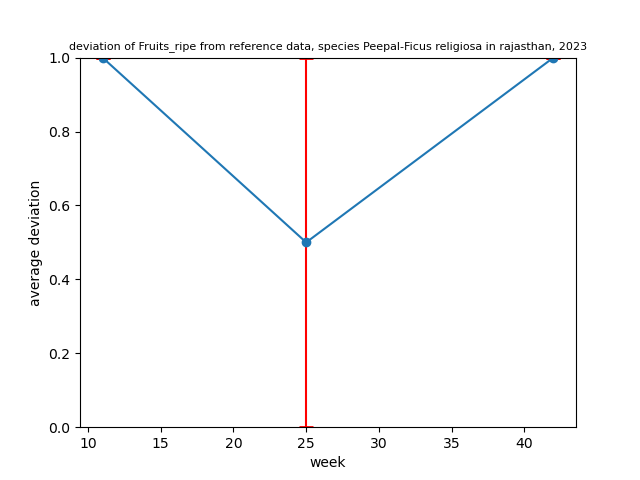 deviation of Fruits_ripe from reference data, species Peepal-Ficus religiosa in rajasthan, 2023
1.0
0.8
0.6
0.4
0.2
0.0
average deviation
10 15 20 25 30 35 40
week